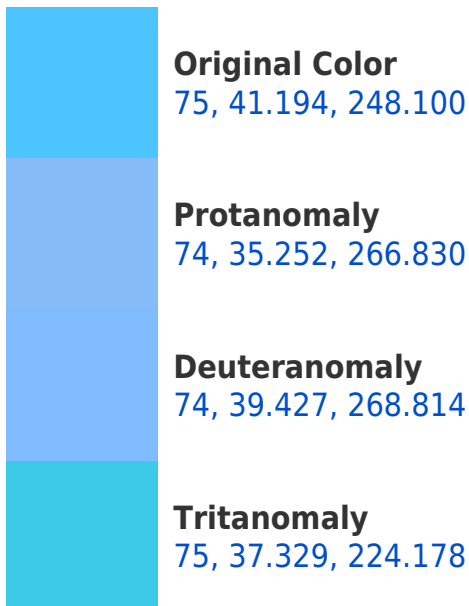 Original Color
75, 41.194, 248.100
Protanomaly
74, 35.252, 266.830
Deuteranomaly
74, 39.427, 268.814
Tritanomaly
75, 37.329, 224.178